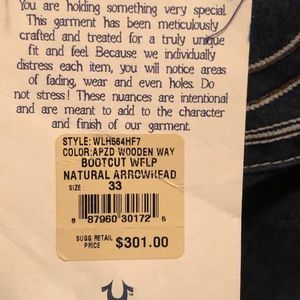 You are holding something very special.
This garment has been meticulously
crafted and treated for a truly unique
fit and feel. Because we individually
distress each item, you will notice areas
of fading, wear and even holes. Do
not stress! These nuances are intentional
and are meant to add to the character
and finish of our garment.
STYLE: WLH564HF7
COLOR:APZD WOODEN WAY
BOOTCUT WFLP
NATURAL ARROWHEAD
SIZE 33
8 87960 30172 5
SUGG RETAIL
PRICE $301.00